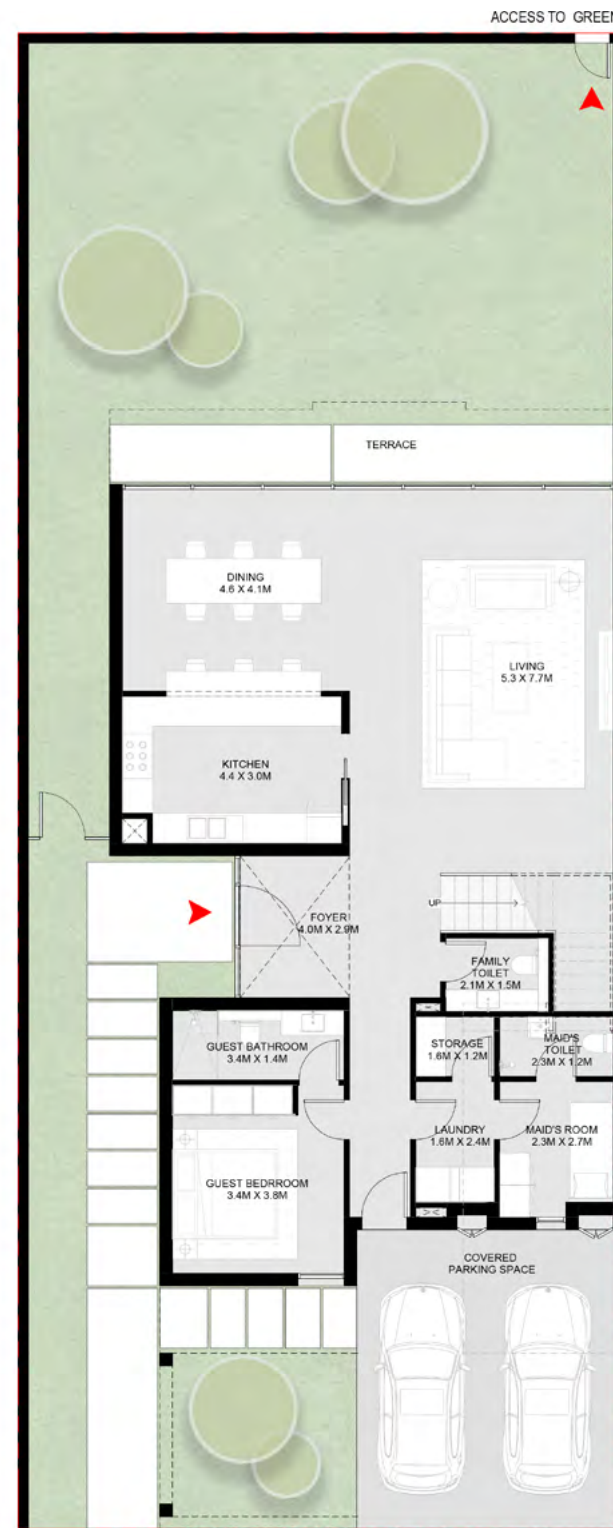 ACCESS TO GREEN
TERRACE
DINING
4.6 X 4.1M
LIVING
5.3 X 7.7M
KITCHEN
4.4 X 3.0M
FOYER
4.0M X 2.9M
UP
FAMILY
TOILET
2.1M X 1.5M
GUEST BATHROOM
3.4M X 1.4M
STORAGE
1.6M X 1.2M
MAID'S
TOILET
2.3M X 1.2M
LAUNDRY
1.6M X 2.4M
MAID'S ROOM
2.3M X 2.7M
GUEST BEDRROOM
3.4M X 3.8M
COVERED
PARKING SPACE